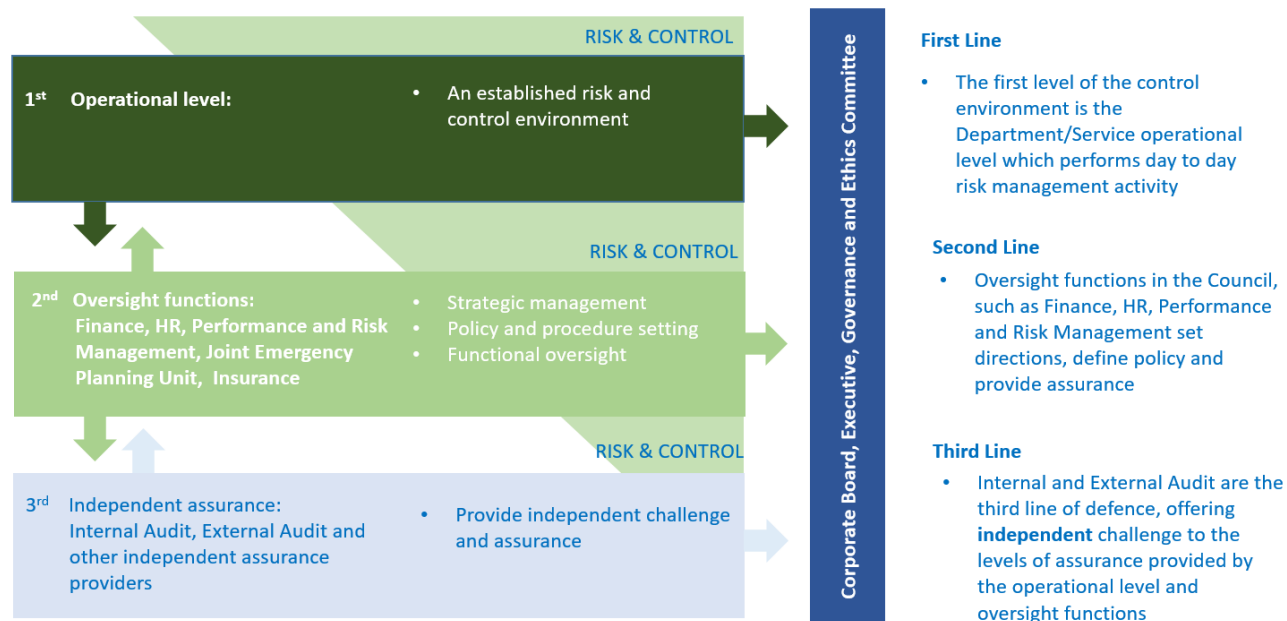 RISK & CONTROL
1st Operational level:
• An established risk and
control environment
RISK & CONTROL
2nd Oversight functions:
Finance, HR, Performance and Risk
Management, Joint Emergency
Planning Unit, Insurance
• Strategic management
• Policy and procedure setting
• Functional oversight
RISK & CONTROL
3rd Independent assurance:
Internal Audit, External Audit and
other independent assurance
providers
• Provide independent challenge
and assurance
Corporate Board, Executive, Governance and Ethics Committee
First Line
• The first level of the control
environment is the
Department/Service operational
level which performs day to day
risk management activity
Second Line
• Oversight functions in the Council,
such as Finance, HR, Performance
and Risk Management set
directions, define policy and
provide assurance
Third Line
• Internal and External Audit are the
third line of defence, offering
independent challenge to the
levels of assurance provided by
the operational level and
oversight functions